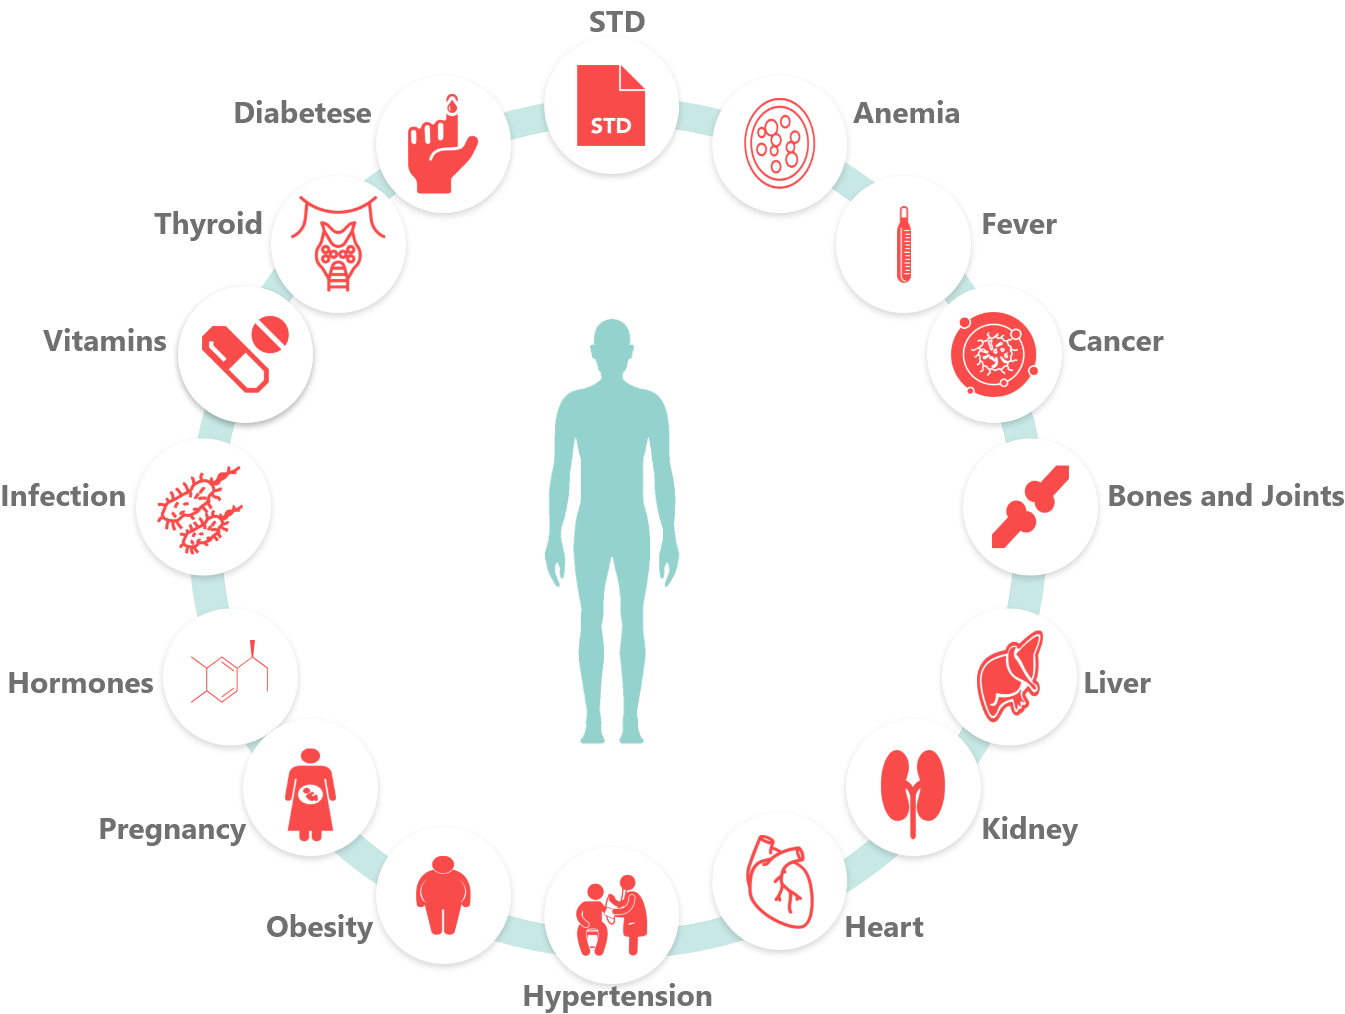 STD
STD
Diabetese
Anemia
Thyroid
Fever
Vitamins
Cancer
Infection
Bones and Joints
Hormones
Liver
Pregnancy
Kidney
Obesity
Heart
Hypertension